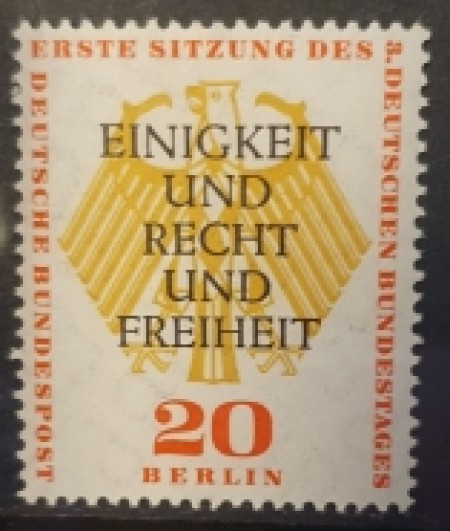 ERSTE SITZUNG DES
3. DEUTSCHEN BUNDESTAGES
DEUTSCHE BUNDESPOST
EINIGKEIT
UND
RECHT
UND
FREIHEIT
20
BERLIN